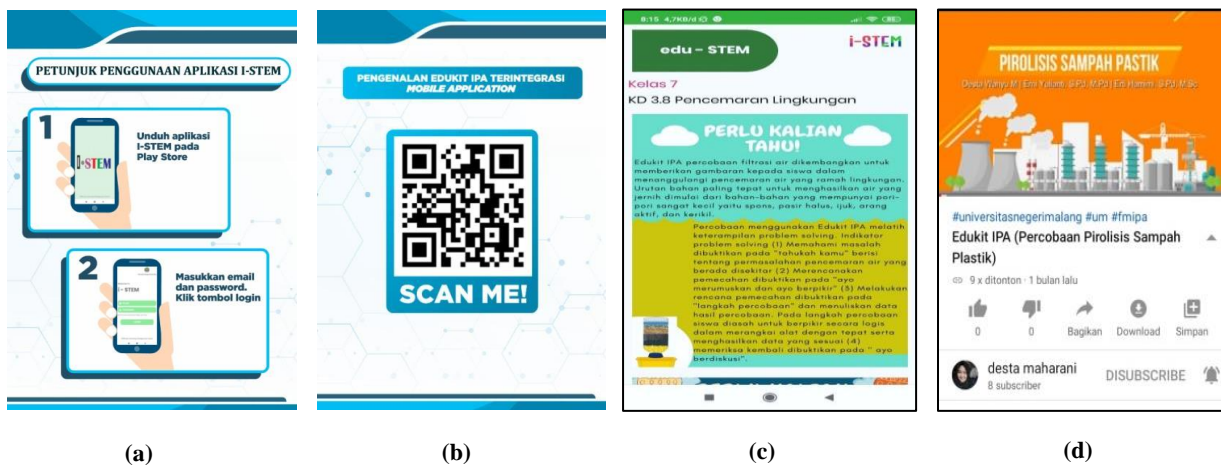 PETUNJUK PENGGUNAAN APLIKASI I-STEM
1
I-STEM
Unduh aplikasi
I-STEM pada
Play Store
2
I - STEM
Masukkan email
dan password.
Klik tombol login
(a)
PENGENALAN EDUKIT IPA TERINTEGRASI
MOBILE APPLICATION
SCAN ME!
(b)
8:15 4,7KB/d
edu - STEM
i-STEM
Kelas 7
KD 3.8 Pencemaran Lingkungan
PERLU KALIAN
TAHU!
Edukit IPA percobaan filtrasi air dikembangkan untuk
memberikan gambaran kepada siswa dalam
menanggulangi pencemaran air yang ramah lingkungan.
Urutan bahan paling tepat untuk menghasilkan air yang
jernih dimulai dari bahan-bahan yang mempunyai pori-
pori sangat kecil yaitu spons, pasir halus, ijuk, arang
aktif, dan kerikil.
Percobaan menggunakan Edukit IPA melatih
keterampilan problem solving. Indikator
problem solving (1) Memahami masalah
dibuktikan pada "tahukah kamu" berisi
tentang permasalahan pencemaran air yang
berada disekitar (2) Merencanakan
pemecahan dibuktikan pada "ayo
merumuskan dan ayo berpikir" (3) Melakukan
rencana pemecahan dibuktikan pada
"langkah percobaan" dan menuliskan data
hasil percobaan. Pada langkah percobaan
siswa diasah untuk berpikir secara logis
dalam merangkai alat dengan tepat serta
menghasilkan data yang sesuai (4)
memeriksa kembali dibuktikan pada " ayo
berdiskusi".
(c)
PIROLISIS SAMPAH PASTIK
#universitasnegerimalang #um #fmipa
Edukit IPA (Percobaan Pirolisis Sampah
Plastik)
9 x ditonton · 1 bulan lalu
0
0
Bagikan
Download
Simpan
desta maharani
8 subscriber
DISUBSCRIBE
(d)